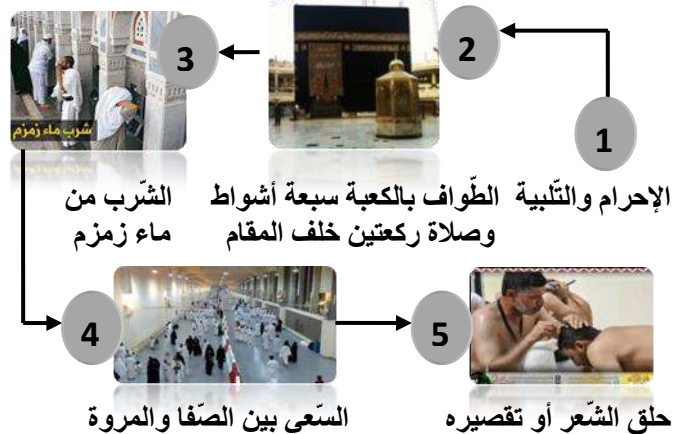 1
الإحرام والتّلبية
2
الطّواف بالكعبة سبعة أشواط
وصلاة ركعتين خلف المقام
3
شرب ماء زمزم
الشّرب من
ماء زمزم
4
السّعي بين الصّفا والمروة
5
حلق الشّعر أو تقصيره